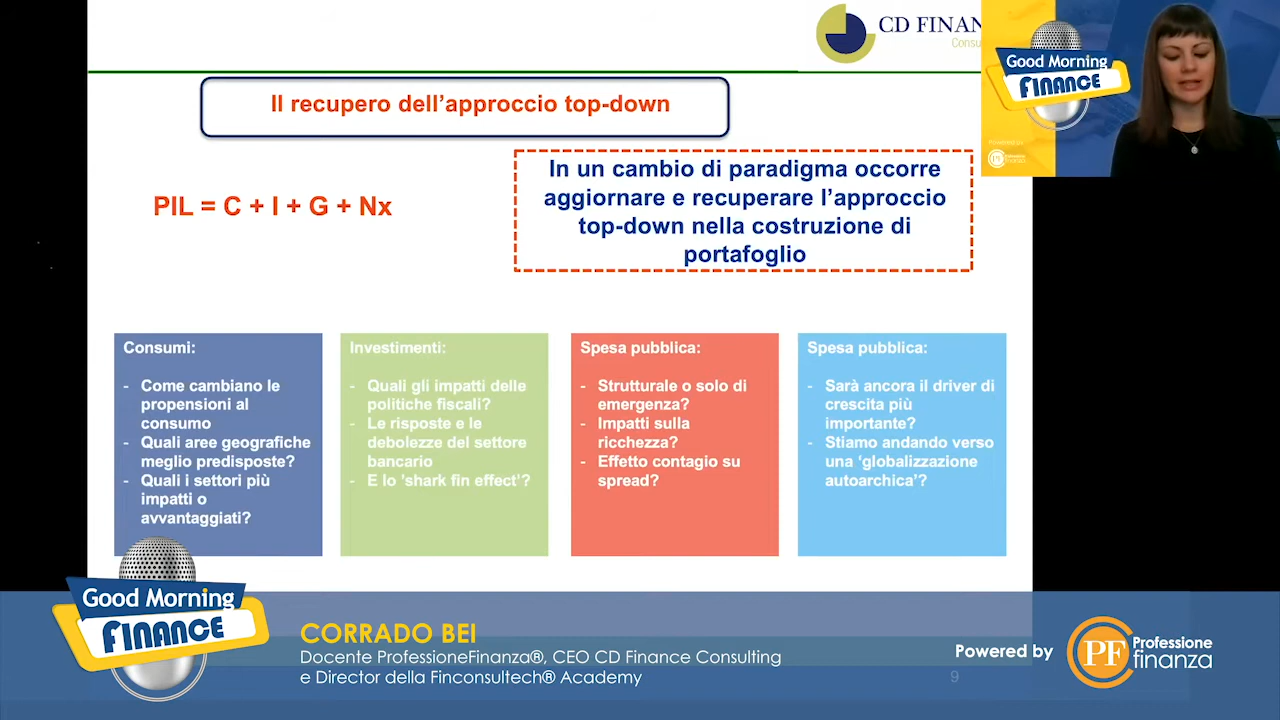 CD FINAN
Consu
Good Morning
FINANCE
Powered by
PF Professione
finanza
Il recupero dell'approccio top-down
PIL = C + I + G + Nx
In un cambio di paradigma occorre
aggiornare e recuperare l'approccio
top-down nella costruzione di
portafoglio
Consumi:
- Come cambiano le
propensioni al
consumo
- Quali aree geografiche
meglio predisposte?
- Quali i settori più
impatti o
avvantaggiati?
Investimenti:
- Quali gli impatti delle
politiche fiscali?
- Le risposte e le
debolezze del settore
bancario
- E lo 'shark fin effect'?
Spesa pubblica:
- Strutturale o solo di
emergenza?
- Impatti sulla
ricchezza?
- Effetto contagio su
spread?
Spesa pubblica:
- Sarà ancora il driver di
crescita più
importante?
- Stiamo andando verso
una 'globalizzazione
autoarchica'?
Good Morning
FINANCE
CORRADO BEI
Docente ProfessioneFinanza®, CEO CD Finance Consulting
e Director della Finconsultech® Academy
Powered by
PF Professione
finanza
9